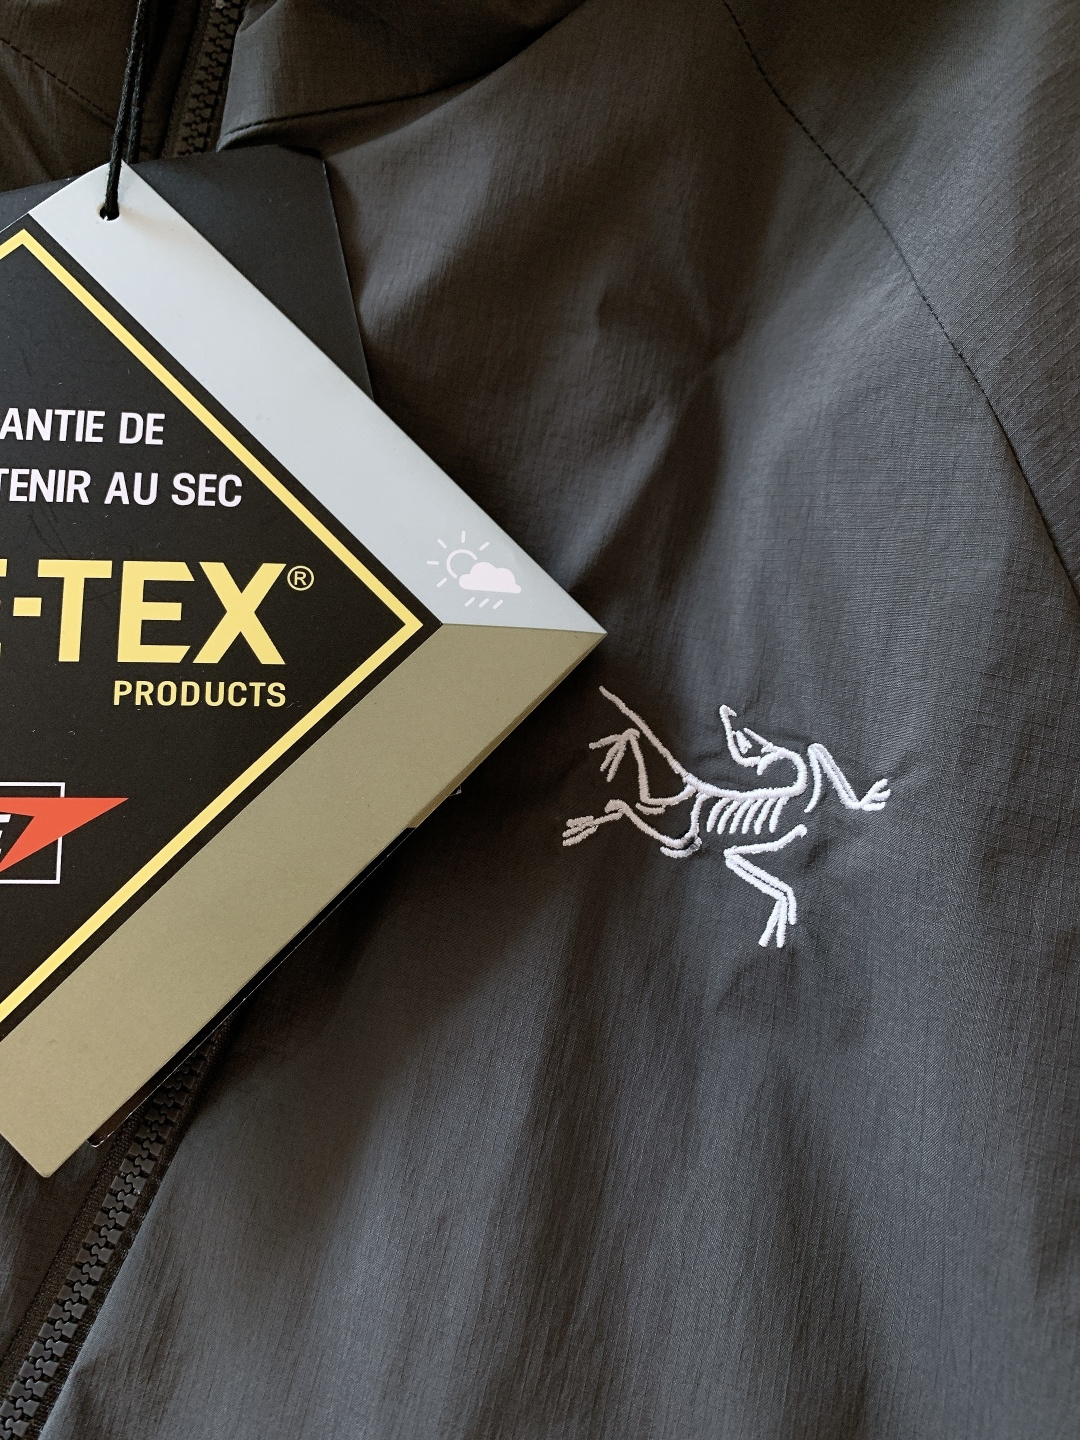 ANTIE DE
TENIR AU SEC
-TEX®
PRODUCTS